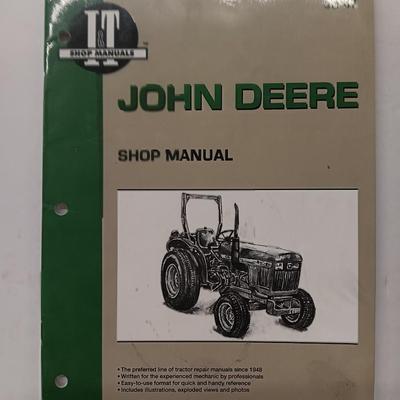 I&T
SHOP MANUALS
JOHN DEERE
SHOP MANUAL
•The preferred line of tractor repair manuals since 1948
•Written for the experienced mechanic by professionals
•Easy-to-use format for quick and handy reference
•Includes illustrations, exploded views and photos